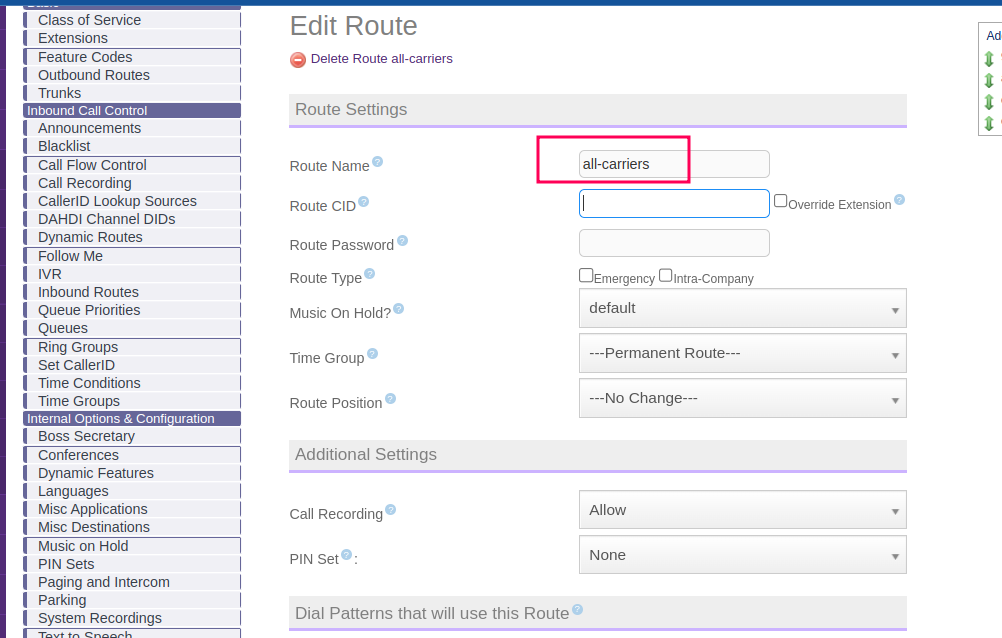 Basic
Class of Service
Extensions
Feature Codes
Outbound Routes
Trunks
Inbound Call Control
Announcements
Blacklist
Call Flow Control
Call Recording
CallerID Lookup Sources
DAHDI Channel DIDs
Dynamic Routes
Follow Me
IVR
Inbound Routes
Queue Priorities
Queues
Ring Groups
Set CallerID
Time Conditions
Time Groups
Internal Options & Configuration
Boss Secretary
Conferences
Dynamic Features
Languages
Misc Applications
Misc Destinations
Music on Hold
PIN Sets
Paging and Intercom
Parking
System Recordings
Text to Speech
Edit Route
Delete Route all-carriers
Route Settings
Route Name? all-carriers
Route CID? Override Extension?
Route Password?
Route Type? Emergency Intra-Company
Music On Hold?? default
Time Group? ---Permanent Route---
Route Position? ---No Change---
Additional Settings
Call Recording? Allow
PIN Set?: None
Dial Patterns that will use this Route?